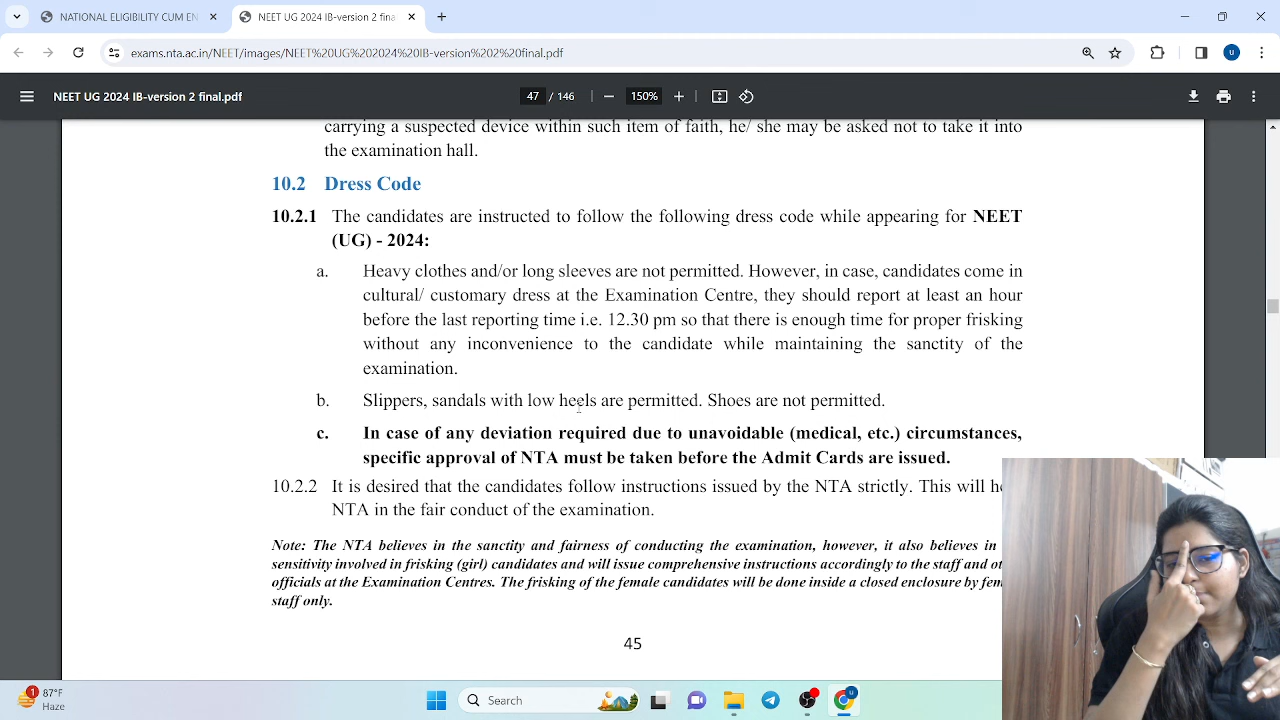 NATIONAL ELIGIBILITY CUM EN
NEET UG 2024 IB-version 2 final.p
exams.nta.ac.in/NEET/images/NEET%20UG%202024%20IB-version%202%20final.pdf
u
NEET UG 2024 IB-version 2 final.pdf
47 / 146
150%
carrying a suspected device within such item of faith, he/ she may be asked not to take it into
the examination hall.
10.2 Dress Code
10.2.1 The candidates are instructed to follow the following dress code while appearing for NEET
(UG) - 2024:
a. Heavy clothes and/or long sleeves are not permitted. However, in case, candidates come in
cultural/ customary dress at the Examination Centre, they should report at least an hour
before the last reporting time i.e. 12.30 pm so that there is enough time for proper frisking
without any inconvenience to the candidate while maintaining the sanctity of the
examination.
b. Slippers, sandals with low heels are permitted. Shoes are not permitted.
c. In case of any deviation required due to unavoidable (medical, etc.) circumstances,
specific approval of NTA must be taken before the Admit Cards are issued.
10.2.2 It is desired that the candidates follow instructions issued by the NTA strictly. This will he
NTA in the fair conduct of the examination.
Note: The NTA believes in the sanctity and fairness of conducting the examination, however, it also believes in
sensitivity involved in frisking (girl) candidates and will issue comprehensive instructions accordingly to the staff and ot
officials at the Examination Centres. The frisking of the female candidates will be done inside a closed enclosure by fem
staff only.
45
1
87°F
Haze
Search
u